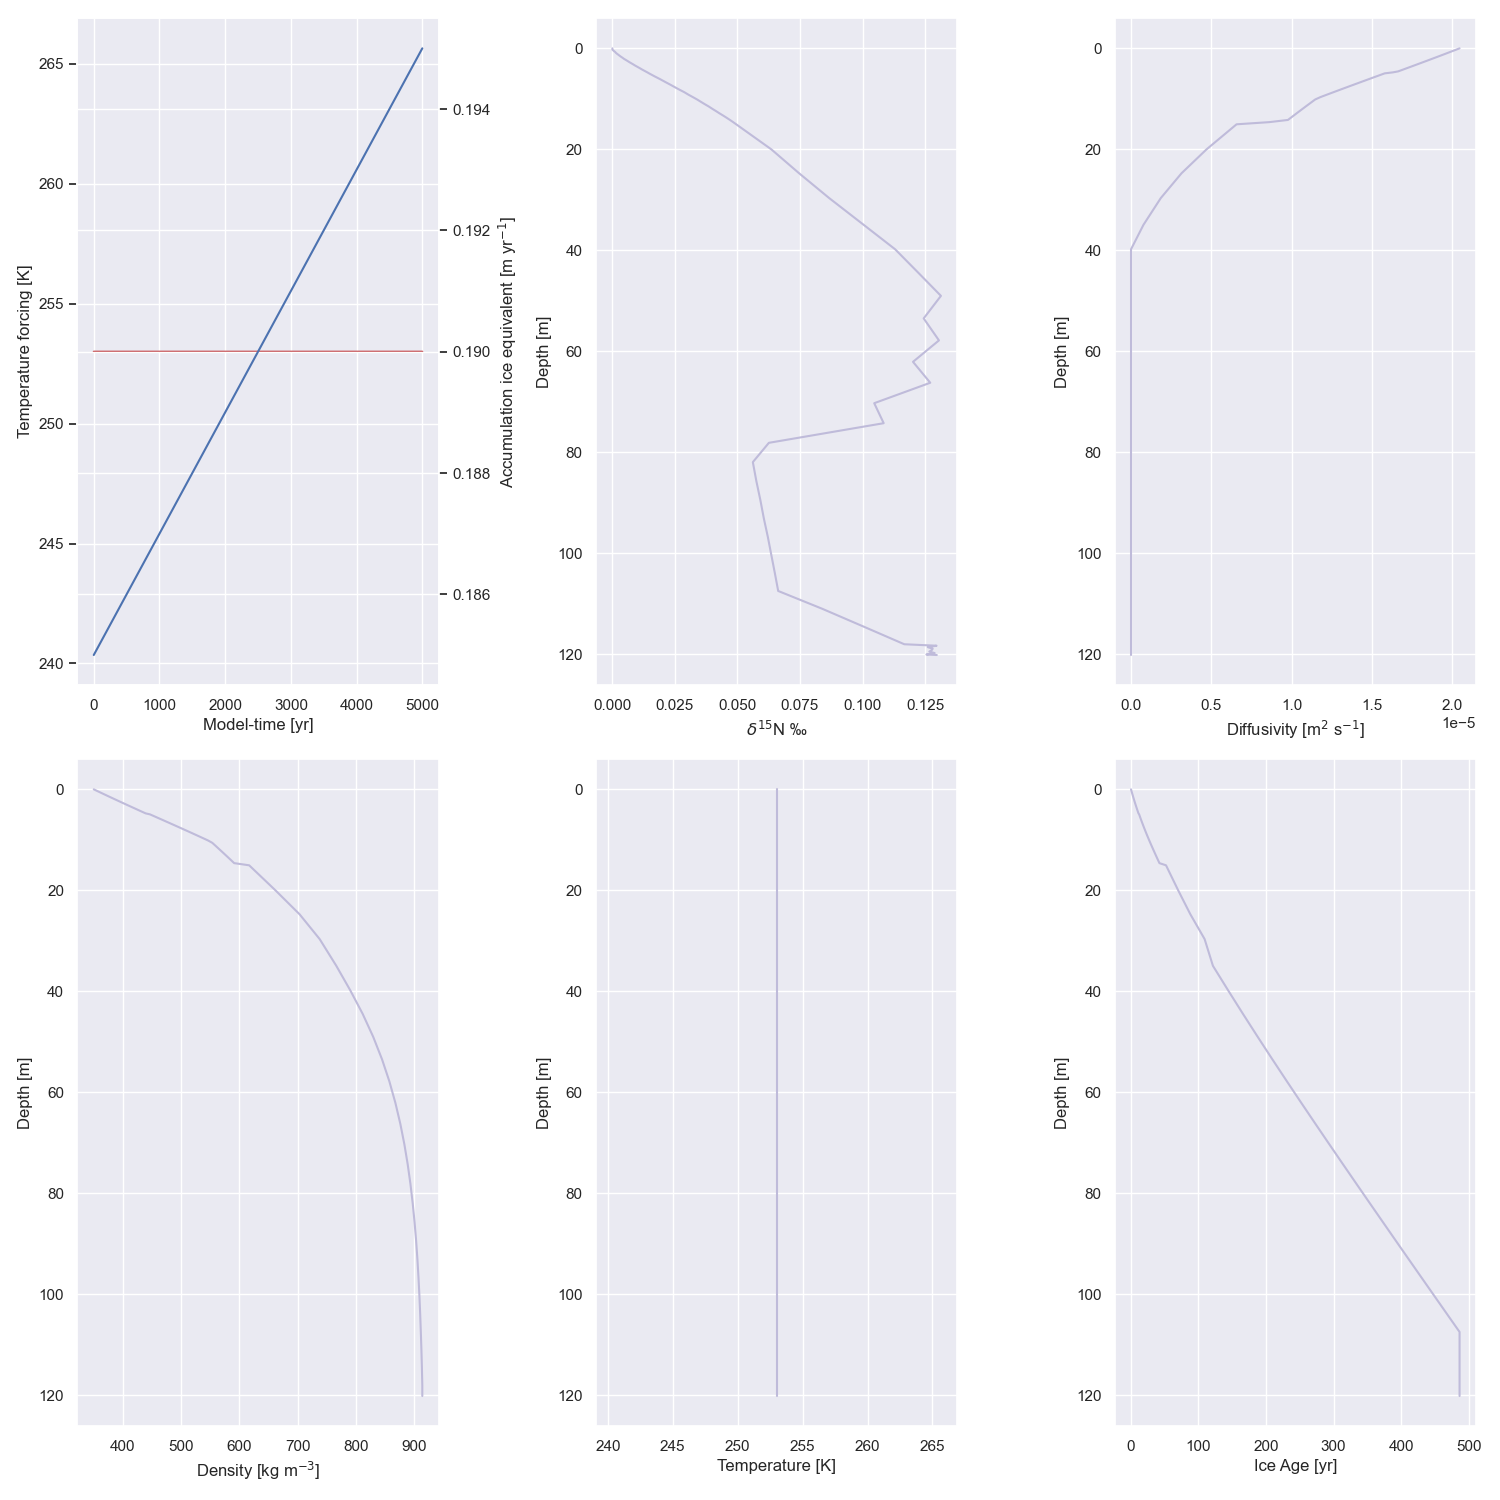 Temperature forcing [K]
265
260
255
250
245
240
0 1000 2000 3000 4000 5000
Model-time [yr]
0.194
0.192
0.190
0.188
0.186
Accumulation ice equivalent [m yr⁻¹]
Depth [m]
0
20
40
60
80
100
120
0.000 0.025 0.050 0.075 0.100 0.125
δ¹⁵N ‰
Depth [m]
0
20
40
60
80
100
120
0.0 0.5 1.0 1.5 2.0
1e−5
Diffusivity [m² s⁻¹]
Depth [m]
0
20
40
60
80
100
120
400 500 600 700 800 900
Density [kg m⁻³]
Depth [m]
0
20
40
60
80
100
120
240 245 250 255 260 265
Temperature [K]
Depth [m]
0
20
40
60
80
100
120
0 100 200 300 400 500
Ice Age [yr]